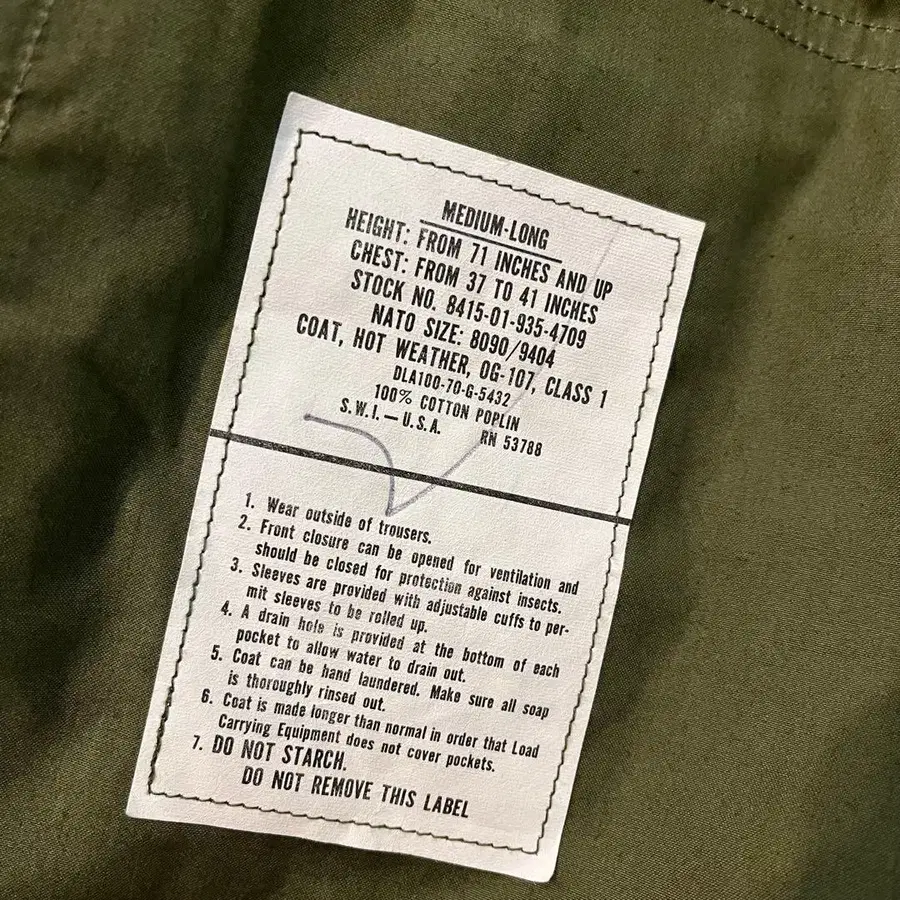 MEDIUM-LONG
HEIGHT: FROM 71 INCHES AND UP
CHEST: FROM 37 TO 41 INCHES
STOCK NO. 8415-01-935-4709
NATO SIZE: 8090/9404
COAT, HOT WEATHER, OG-107, CLASS 1
DLA100-70-G-5432
100% COTTON POPLIN
S.W.I. — U.S.A. RN 53788
1. Wear outside of trousers.
2. Front closure can be opened for ventilation and
should be closed for protection against insects.
3. Sleeves are provided with adjustable cuffs to per-
mit sleeves to be rolled up.
4. A drain hole is provided at the bottom of each
pocket to allow water to drain out.
5. Coat can be hand laundered. Make sure all soap
is thoroughly rinsed out.
6. Coat is made longer than normal in order that Load
Carrying Equipment does not cover pockets.
7. DO NOT STARCH.
DO NOT REMOVE THIS LABEL